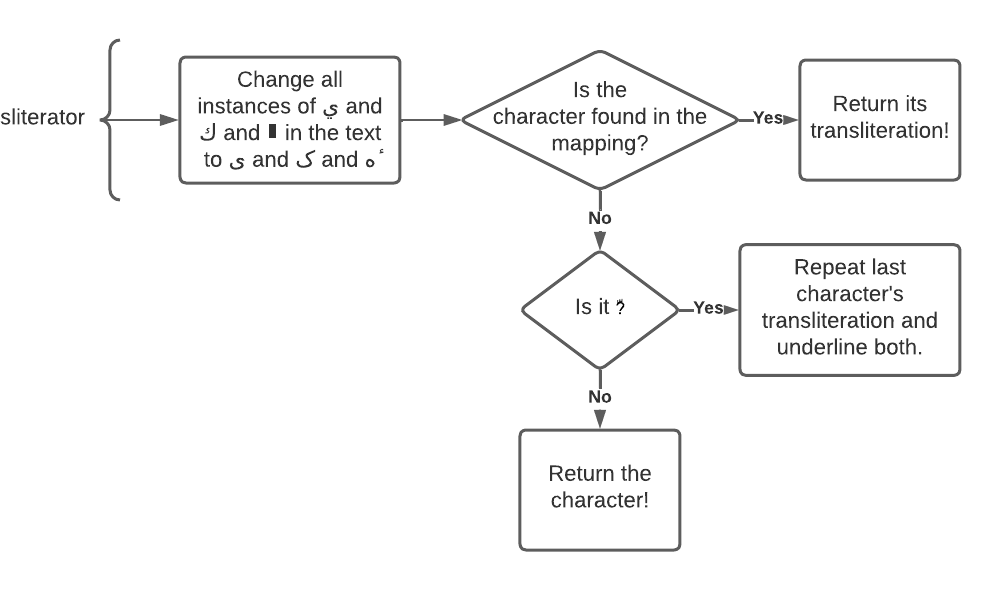 sliterator
Change all
instances of ي and
ك and ▮ in the text
to ى and ک and هٔ
Is the
character found in the
mapping?
Yes
Return its
transliteration!
No
Is it ّ?
Yes
Repeat last
character's
transliteration and
underline both.
No
Return the
character!